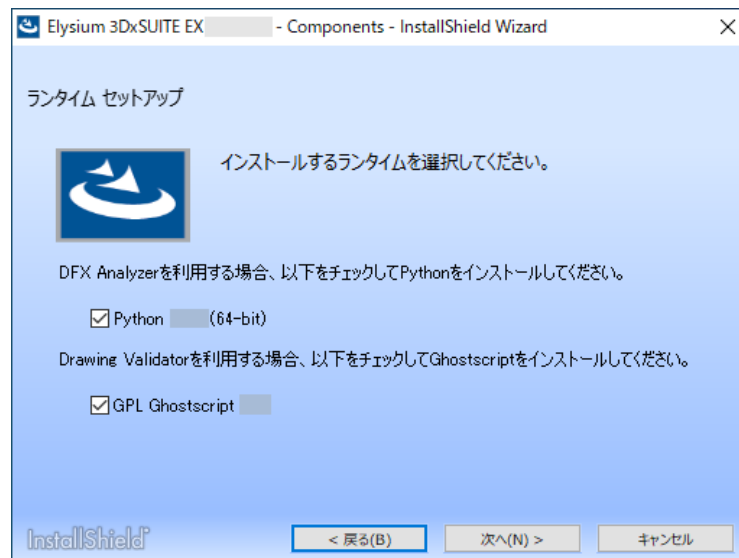 Elysium 3DxSUITE EX - Components - InstallShield Wizard
ランタイム セットアップ
インストールするランタイムを選択してください。
DFX Analyzerを利用する場合、以下をチェックしてPythonをインストールしてください。
Python (64-bit)
Drawing Validatorを利用する場合、以下をチェックしてGhostscriptをインストールしてください。
GPL Ghostscript
InstallShield
< 戻る(B) 次へ(N) > キャンセル